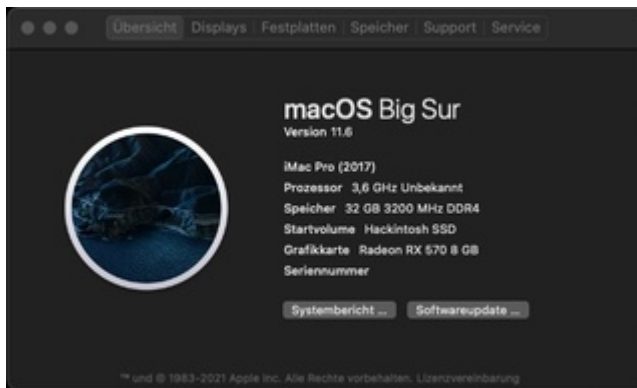 Übersicht Displays Festplatten Speicher Support Service
macOS Big Sur
Version 11.6
iMac Pro (2017)
Prozessor 3,6 GHz Unbekannt
Speicher 32 GB 3200 MHz DDR4
Startvolume Hackintosh SSD
Grafikkarte Radeon RX 570 8 GB
Seriennummer
Systembericht ... Softwareupdate ...
™ und © 1983-2021 Apple Inc. Alle Rechte vorbehalten. Lizenzvereinbarung